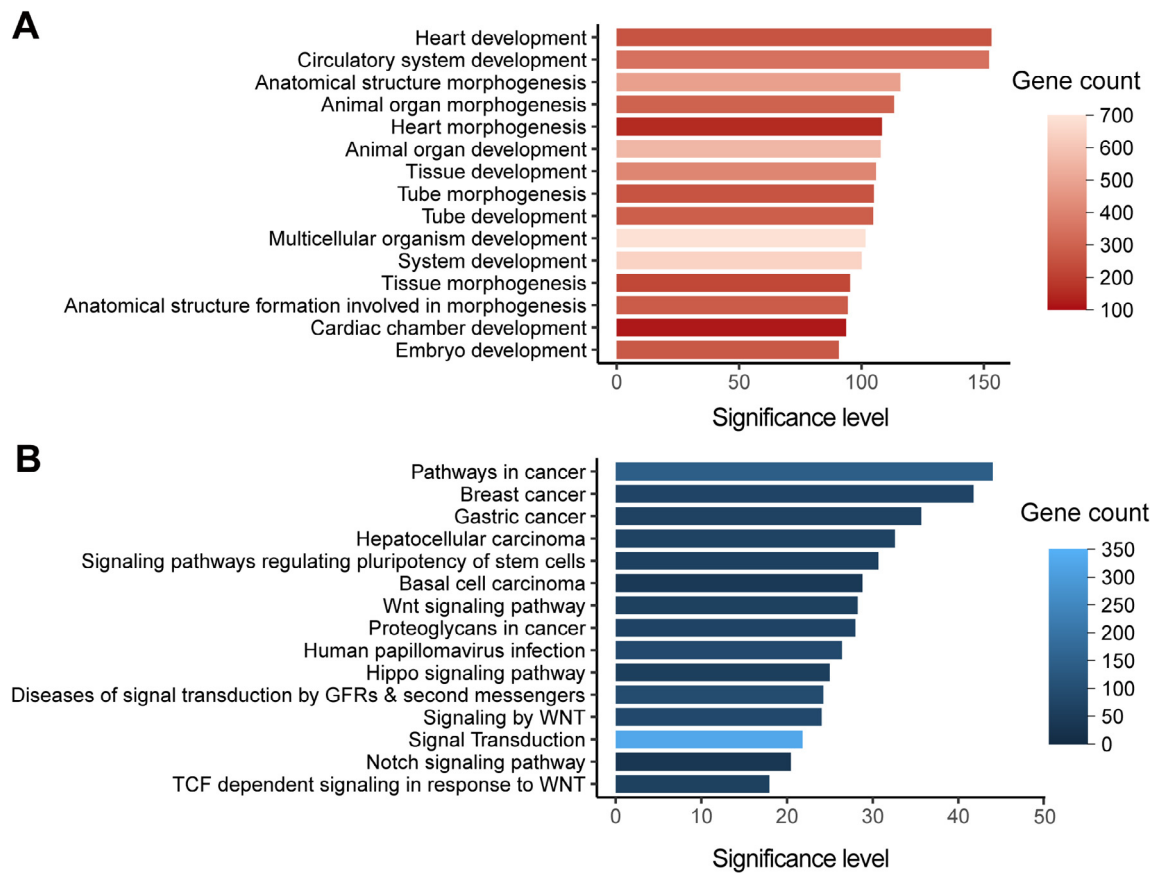 A
Heart development
Circulatory system development
Anatomical structure morphogenesis
Animal organ morphogenesis
Heart morphogenesis
Animal organ development
Tissue development
Tube morphogenesis
Tube development
Multicellular organism development
System development
Tissue morphogenesis
Anatomical structure formation involved in morphogenesis
Cardiac chamber development
Embryo development
0 50 100 150
Significance level
Gene count
700
600
500
400
300
200
100
B
Pathways in cancer
Breast cancer
Gastric cancer
Hepatocellular carcinoma
Signaling pathways regulating pluripotency of stem cells
Basal cell carcinoma
Wnt signaling pathway
Proteoglycans in cancer
Human papillomavirus infection
Hippo signaling pathway
Diseases of signal transduction by GFRs & second messengers
Signaling by WNT
Signal Transduction
Notch signaling pathway
TCF dependent signaling in response to WNT
0 10 20 30 40 50
Significance level
Gene count
350
300
250
200
150
100
50
0